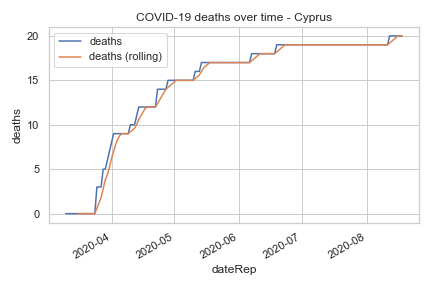 COVID-19 deaths over time - Cyprus
deaths
deaths (rolling)
20
15
10
5
0
deaths
2020-04
2020-05
2020-06
2020-07
2020-08
dateRep